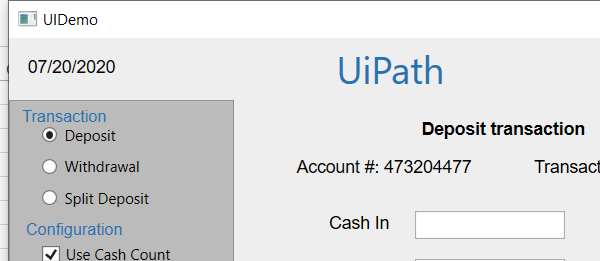 UIDemo
07/20/2020
UiPath
Transaction
Deposit
Withdrawal
Split Deposit
Configuration
Use Cash Count
Deposit transaction
Account #: 473204477
Cash In